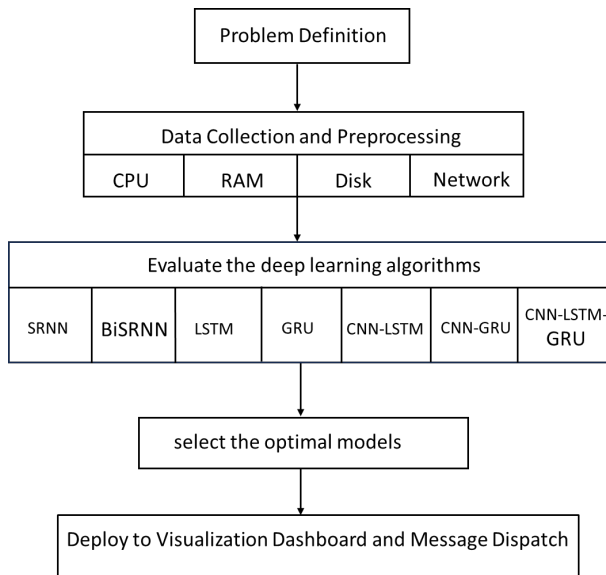 Problem Definition
Data Collection and Preprocessing
CPU RAM Disk Network
Evaluate the deep learning algorithms
SRNN BiSRNN LSTM GRU CNN-LSTM CNN-GRU CNN-LSTM-
GRU
select the optimal models
Deploy to Visualization Dashboard and Message Dispatch